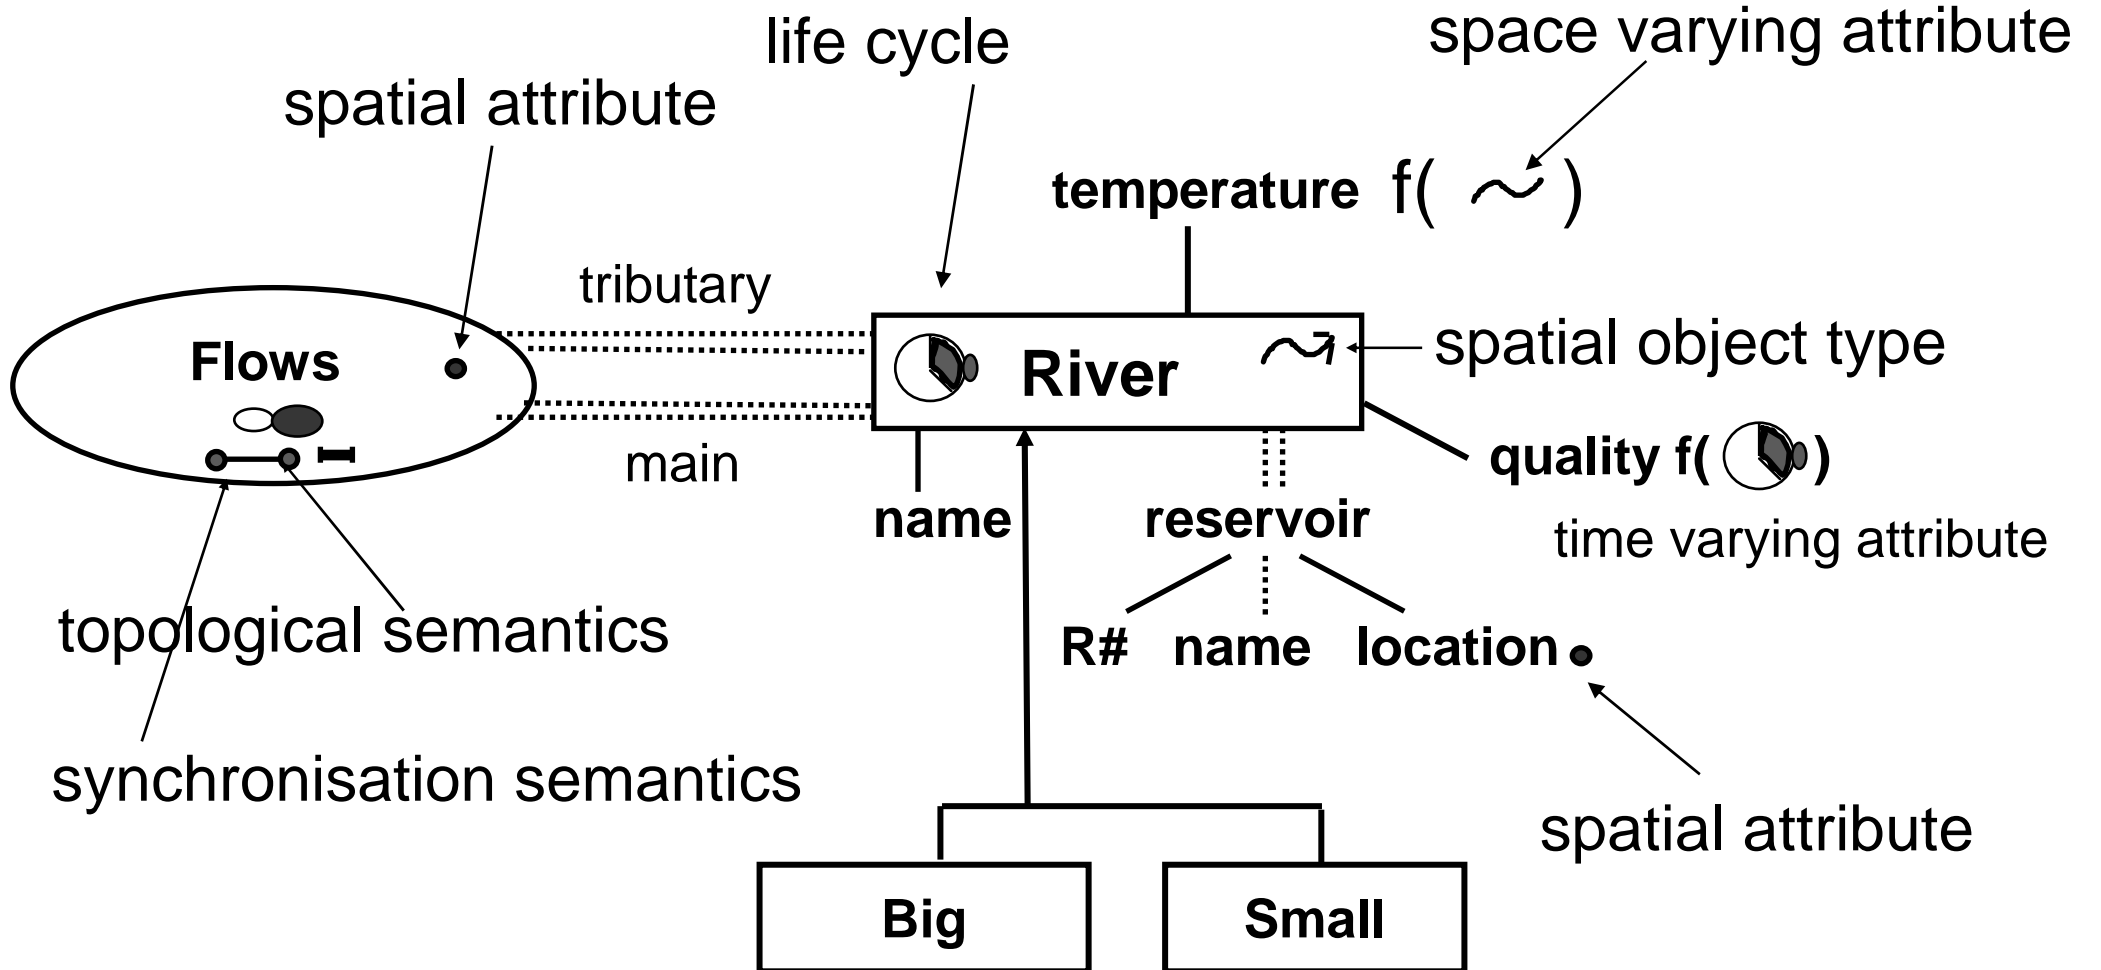 life cycle
space varying attribute
spatial attribute
temperature f( )
tributary
Flows
River
spatial object type
main
quality f( )
name
reservoir
time varying attribute
topological semantics
R# name location
synchronisation semantics
spatial attribute
Big
Small